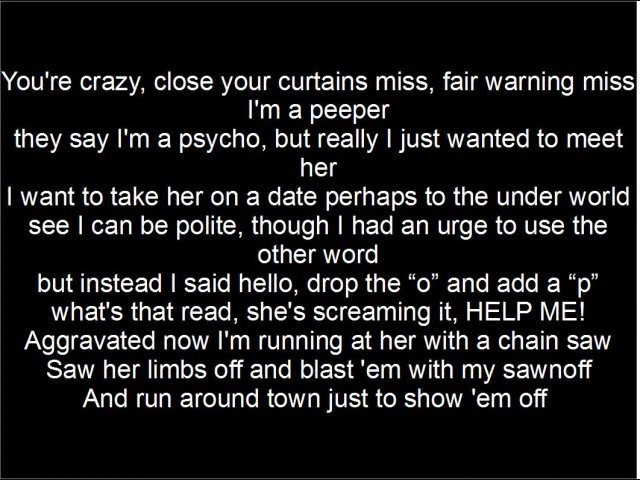 You're crazy, close your curtains miss, fair warning miss
I'm a peeper
they say I'm a psycho, but really I just wanted to meet
her
I want to take her on a date perhaps to the under world
see I can be polite, though I had an urge to use the
other word
but instead I said hello, drop the “o” and add a “p”
what's that read, she's screaming it, HELP ME!
Aggravated now I'm running at her with a chain saw
Saw her limbs off and blast 'em with my sawnoff
And run around town just to show 'em off